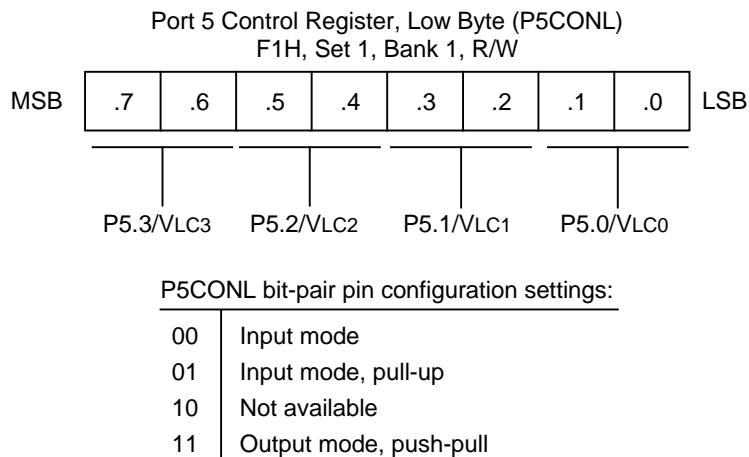 Port 5 Control Register, Low Byte (P5CONL)
F1H, Set 1, Bank 1, R/W
MSB .7 .6 .5 .4 .3 .2 .1 .0 LSB
P5.3/VLC3 P5.2/VLC2 P5.1/VLC1 P5.0/VLC0
P5CONL bit-pair pin configuration settings:
00 Input mode
01 Input mode, pull-up
10 Not available
11 Output mode, push-pull